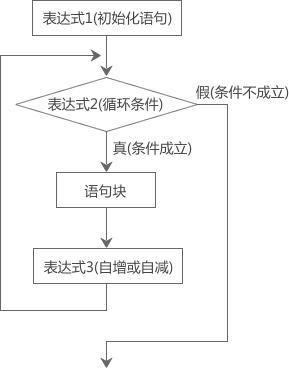 表达式1(初始化语句)
表达式2(循环条件)
假(条件不成立)
真(条件成立)
语句块
表达式3(自增或自减)